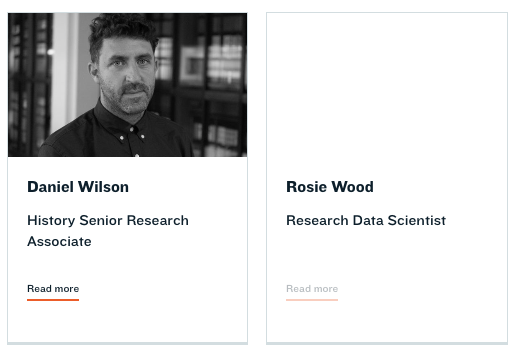 Daniel Wilson
History Senior Research
Associate
Read more
Rosie Wood
Research Data Scientist
Read more